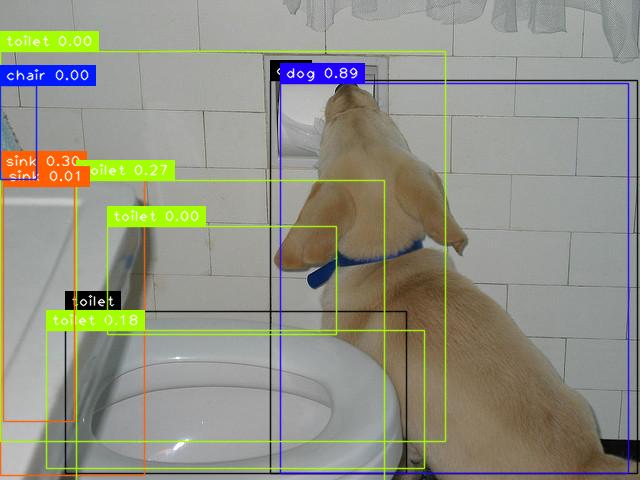 toilet 0.00
chair 0.00
dog 0.89
sink 0.30
sink 0.01
oilet 0.27
toilet 0.00
toilet
toilet 0.18